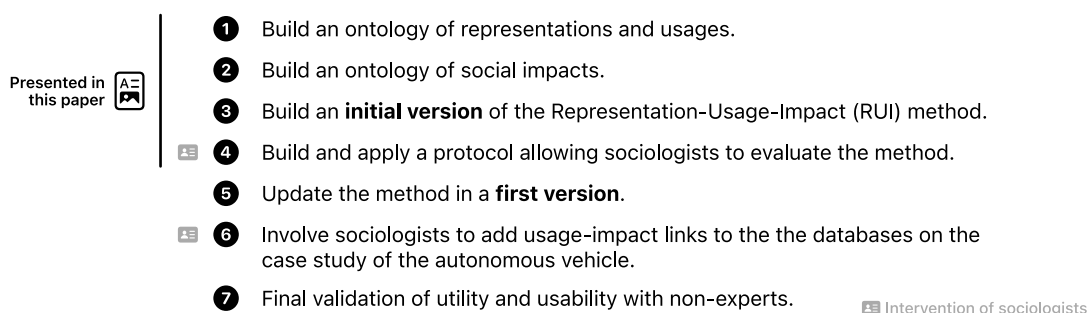 1 Build an ontology of representations and usages.
2 Build an ontology of social impacts.
Presented in
this paper
3 Build an initial version of the Representation-Usage-Impact (RUI) method.
4 Build and apply a protocol allowing sociologists to evaluate the method.
5 Update the method in a first version.
6 Involve sociologists to add usage-impact links to the the databases on the
case study of the autonomous vehicle.
7 Final validation of utility and usability with non-experts.
Intervention of sociologists